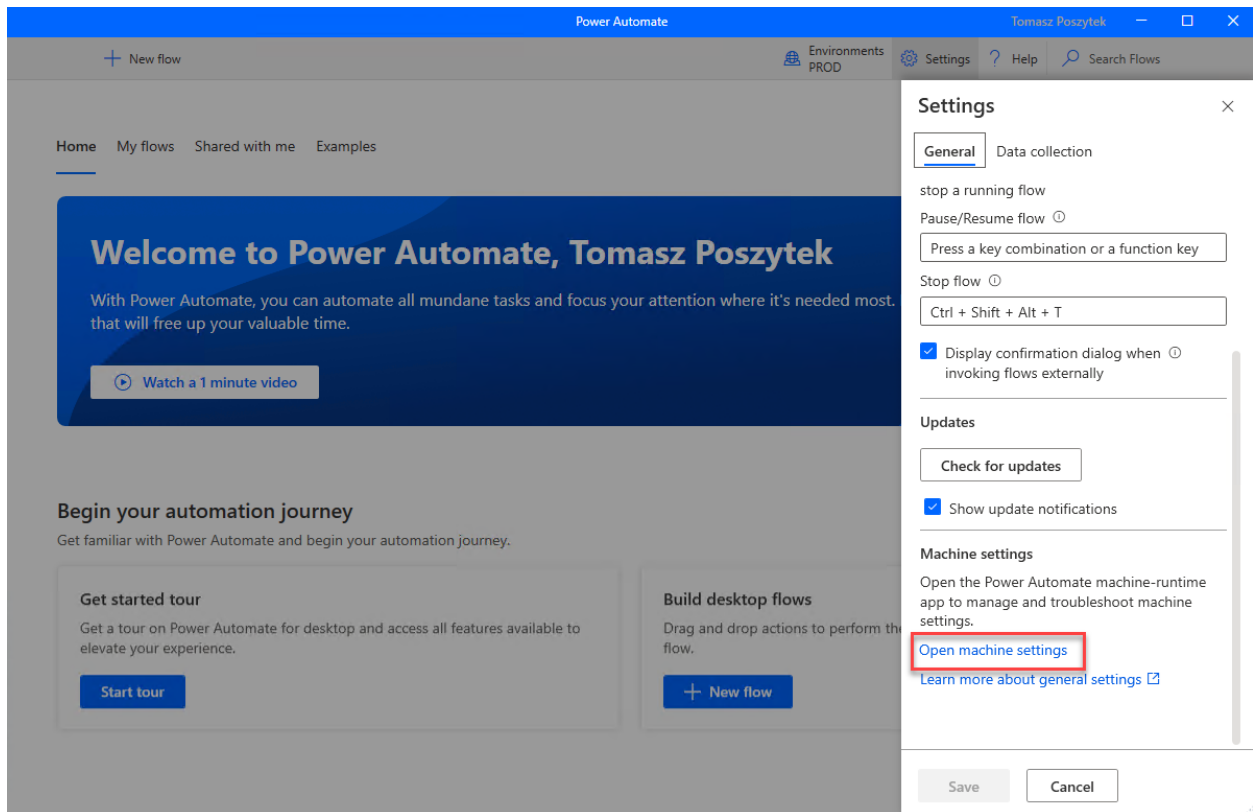 Power Automate
Tomasz Poszytek
New flow
Environments
PROD
Settings
? Help
Search Flows
Home My flows Shared with me Examples
Welcome to Power Automate, Tomasz Poszytek
With Power Automate, you can automate all mundane tasks and focus your attention where it's needed most.
that will free up your valuable time.
Watch a 1 minute video
Begin your automation journey
Get familiar with Power Automate and begin your automation journey.
Get started tour
Get a tour on Power Automate for desktop and access all features available to
elevate your experience.
Start tour
Build desktop flows
Drag and drop actions to perform the
flow.
New flow
Settings
General Data collection
stop a running flow
Pause/Resume flow
Press a key combination or a function key
Stop flow
Ctrl + Shift + Alt + T
Display confirmation dialog when
invoking flows externally
Updates
Check for updates
Show update notifications
Machine settings
Open the Power Automate machine-runtime
app to manage and troubleshoot machine
settings.
Open machine settings
Learn more about general settings
Save Cancel